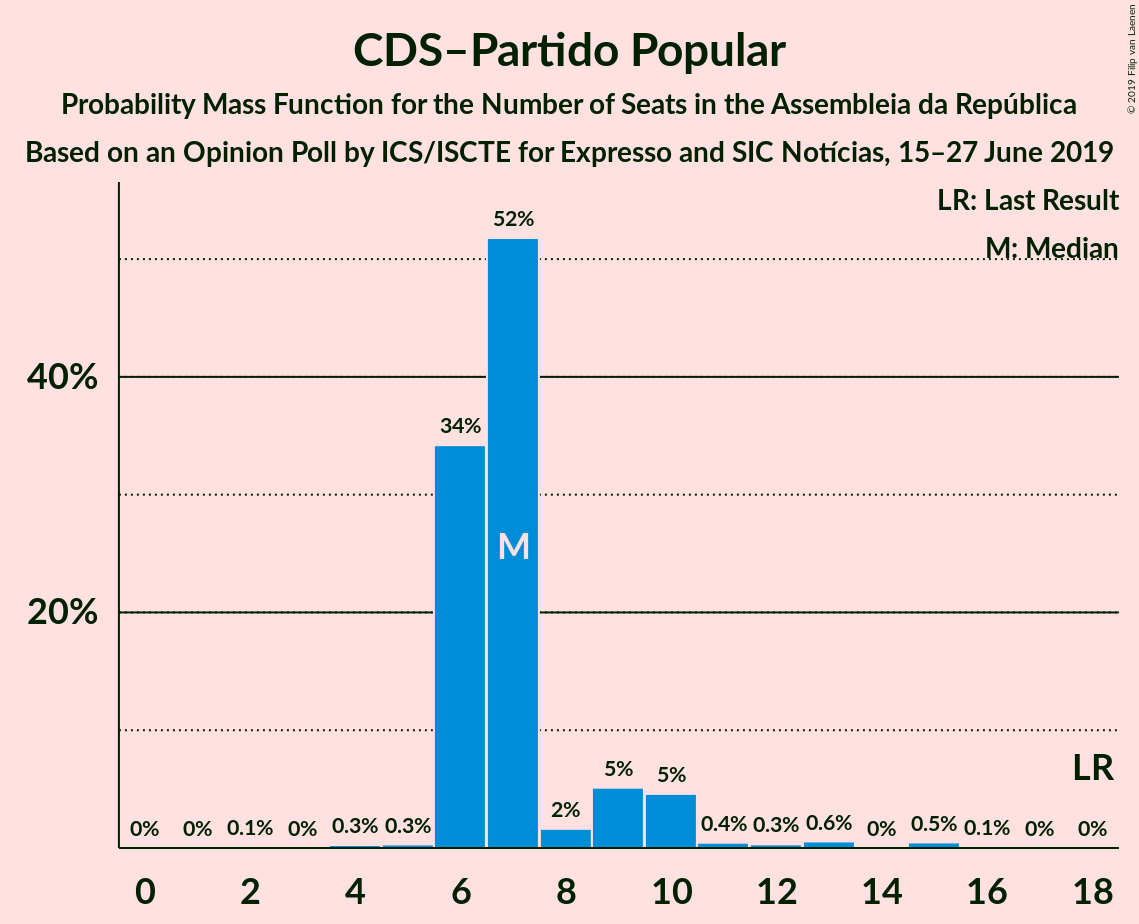 CDS–Partido Popular
Probability Mass Function for the Number of Seats in the Assembleia da República
Based on an Opinion Poll by ICS/ISCTE for Expresso and SIC Notícias, 15–27 June 2019
© 2019 Filip van Laenen
LR: Last Result
M: Median
40%
20%
0%
0%
0.1%
0%
0.3%
0.3%
34%
52%
2%
5%
5%
0.4%
0.3%
0.6%
0%
0.5%
0.1%
0%
0%
M
LR
0 2 4 6 8 10 12 14 16 18